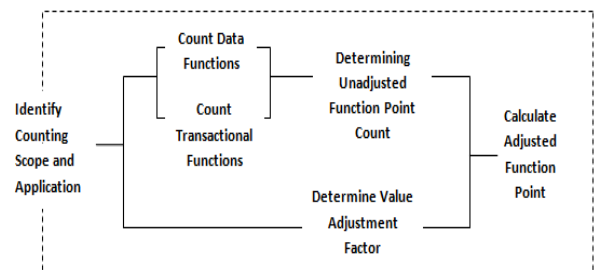 Identify
Counting
Scope and
Application
Count Data
Functions
Count
Transactional
Functions
Determining
Unadjusted
Function Point
Count
Determine Value
Adjustment
Factor
Calculate
Adjusted
Function
Point